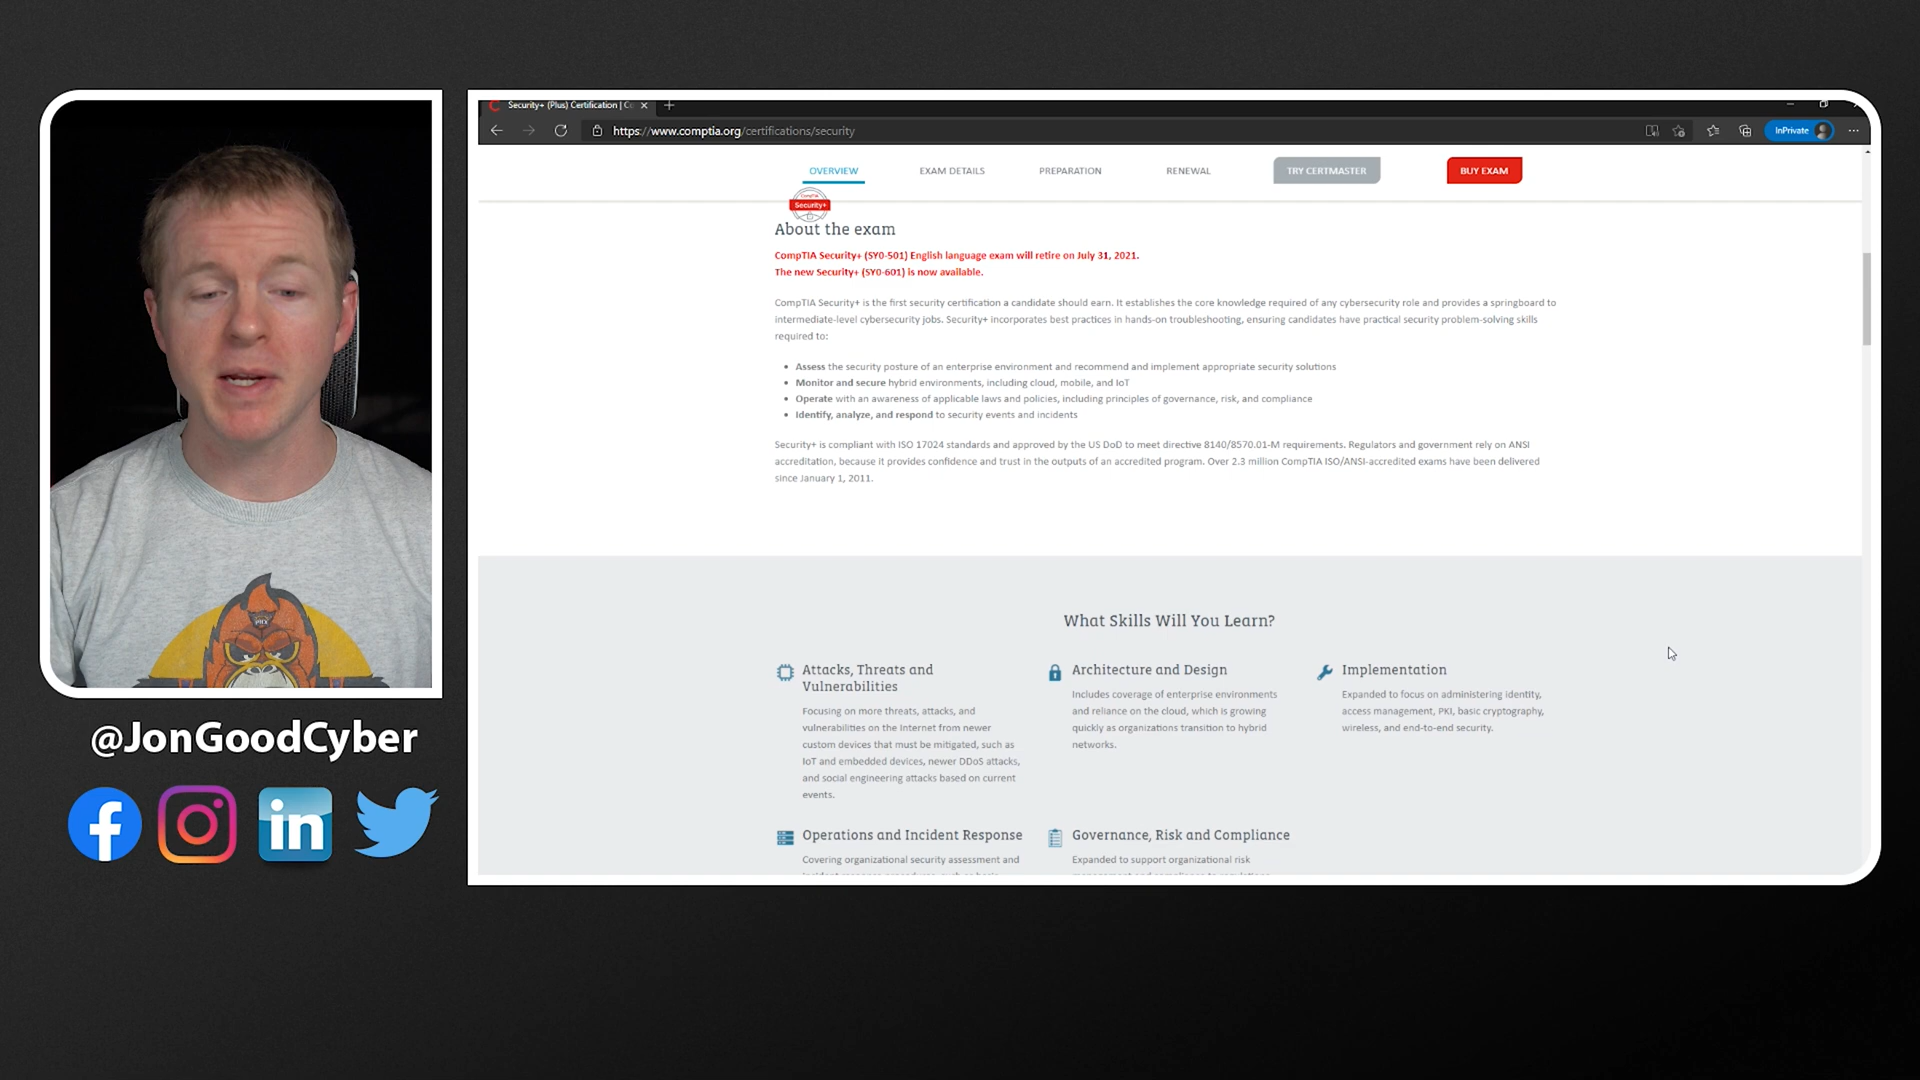 Security+ (Plus) Certification | C
https://www.comptia.org/certifications/security
InPrivate
OVERVIEW
EXAM DETAILS
PREPARATION
RENEWAL
TRY CERTMASTER
BUY EXAM
CompTIA
Security+
About the exam
CompTIA Security+ (SY0-501) English language exam will retire on July 31, 2021.
The new Security+ (SY0-601) is now available.
CompTIA Security+ is the first security certification a candidate should earn. It establishes the core knowledge required of any cybersecurity role and provides a springboard to
intermediate-level cybersecurity jobs. Security+ incorporates best practices in hands-on troubleshooting, ensuring candidates have practical security problem-solving skills
required to:
• Assess the security posture of an enterprise environment and recommend and implement appropriate security solutions
• Monitor and secure hybrid environments, including cloud, mobile, and IoT
• Operate with an awareness of applicable laws and policies, including principles of governance, risk, and compliance
• Identify, analyze, and respond to security events and incidents
Security+ is compliant with ISO 17024 standards and approved by the US DoD to meet directive 8140/8570.01-M requirements. Regulators and government rely on ANSI
accreditation, because it provides confidence and trust in the outputs of an accredited program. Over 2.3 million CompTIA ISO/ANSI-accredited exams have been delivered
since January 1, 2011.
What Skills Will You Learn?
Attacks, Threats and
Vulnerabilities
Focusing on more threats, attacks, and
vulnerabilities on the Internet from newer
custom devices that must be mitigated, such as
IoT and embedded devices, newer DDoS attacks,
and social engineering attacks based on current
events.
Architecture and Design
Includes coverage of enterprise environments
and reliance on the cloud, which is growing
quickly as organizations transition to hybrid
networks.
Implementation
Expanded to focus on administering identity,
access management, PKI, basic cryptography,
wireless, and end-to-end security.
Operations and Incident Response
Covering organizational security assessment and
Governance, Risk and Compliance
Expanded to support organizational risk
@JonGoodCyber